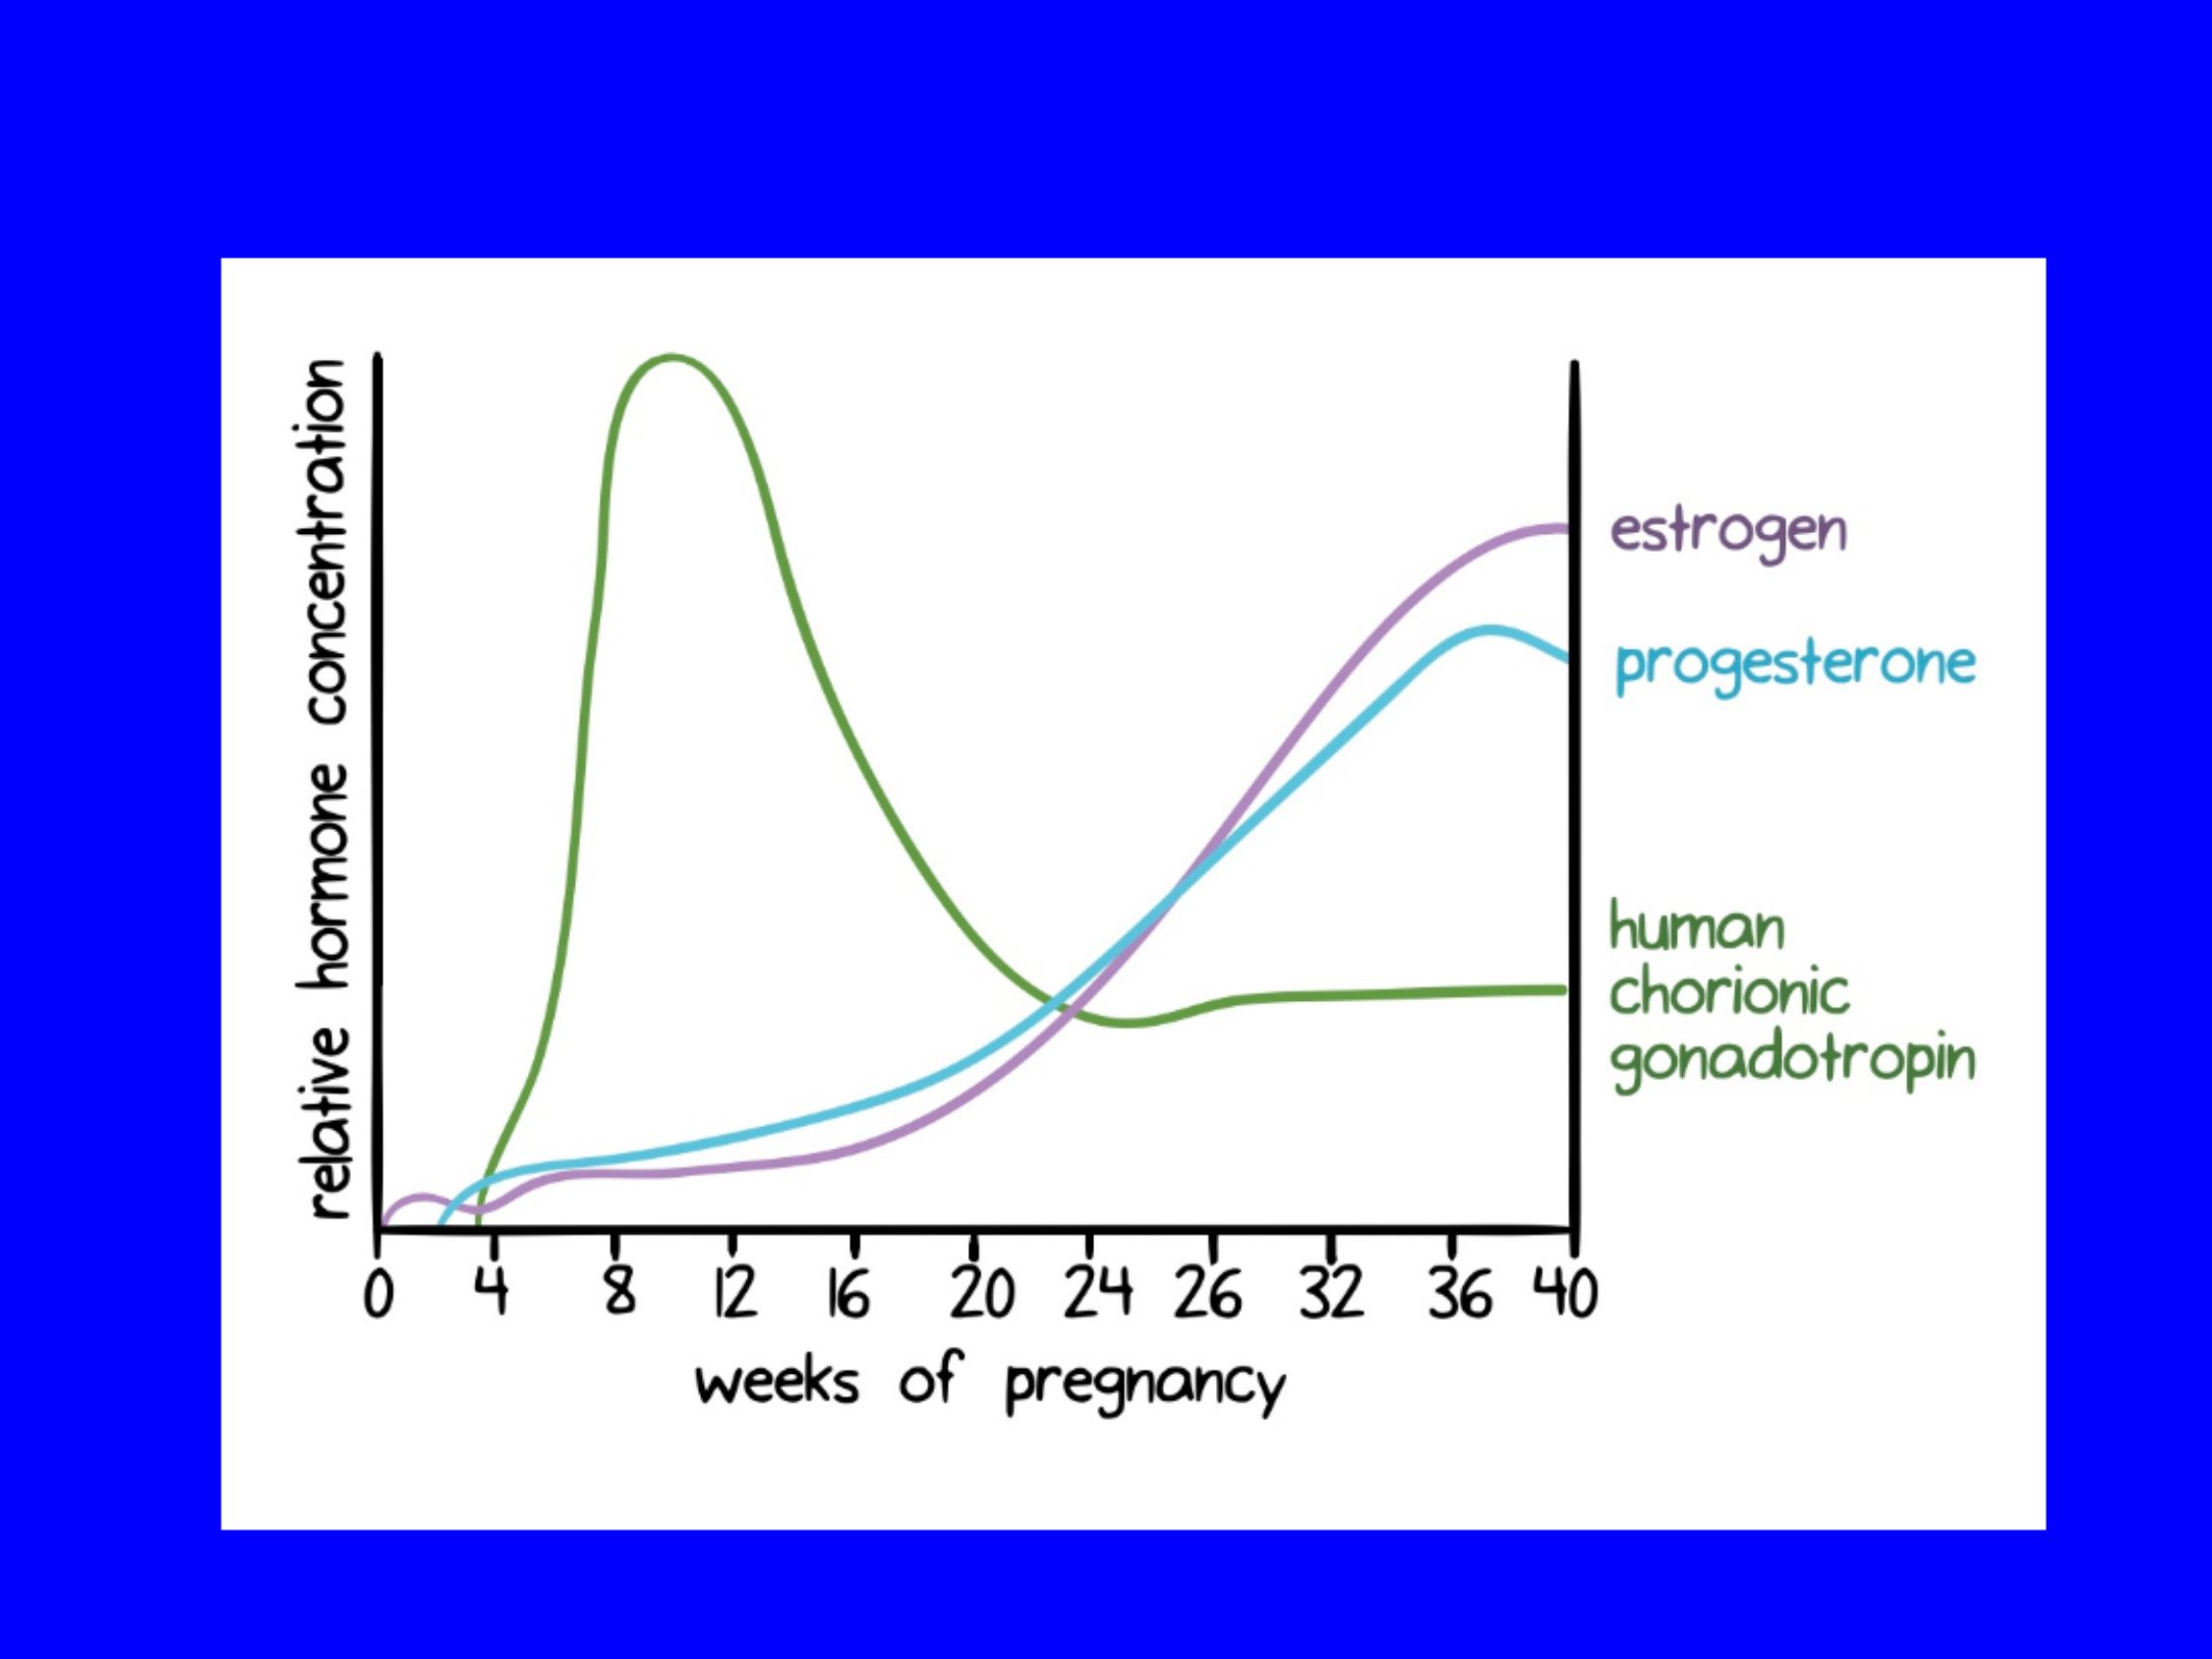 relative hormone concentration
estrogen
progesterone
human
chorionic
gonadotropin
0 4 8 12 16 20 24 26 32 36 40
weeks of pregnancy